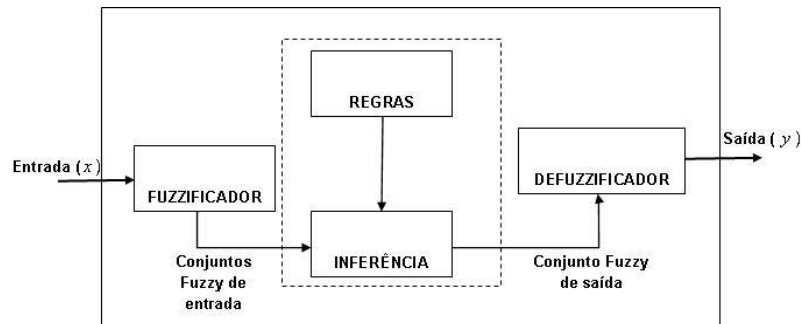 REGRAS
Entrada (x)
FUZZIFICADOR
Conjuntos
Fuzzy de
entrada
INFERÊNCIA
Conjunto Fuzzy
de saída
DEFUZZIFICADOR
Saída ( y )